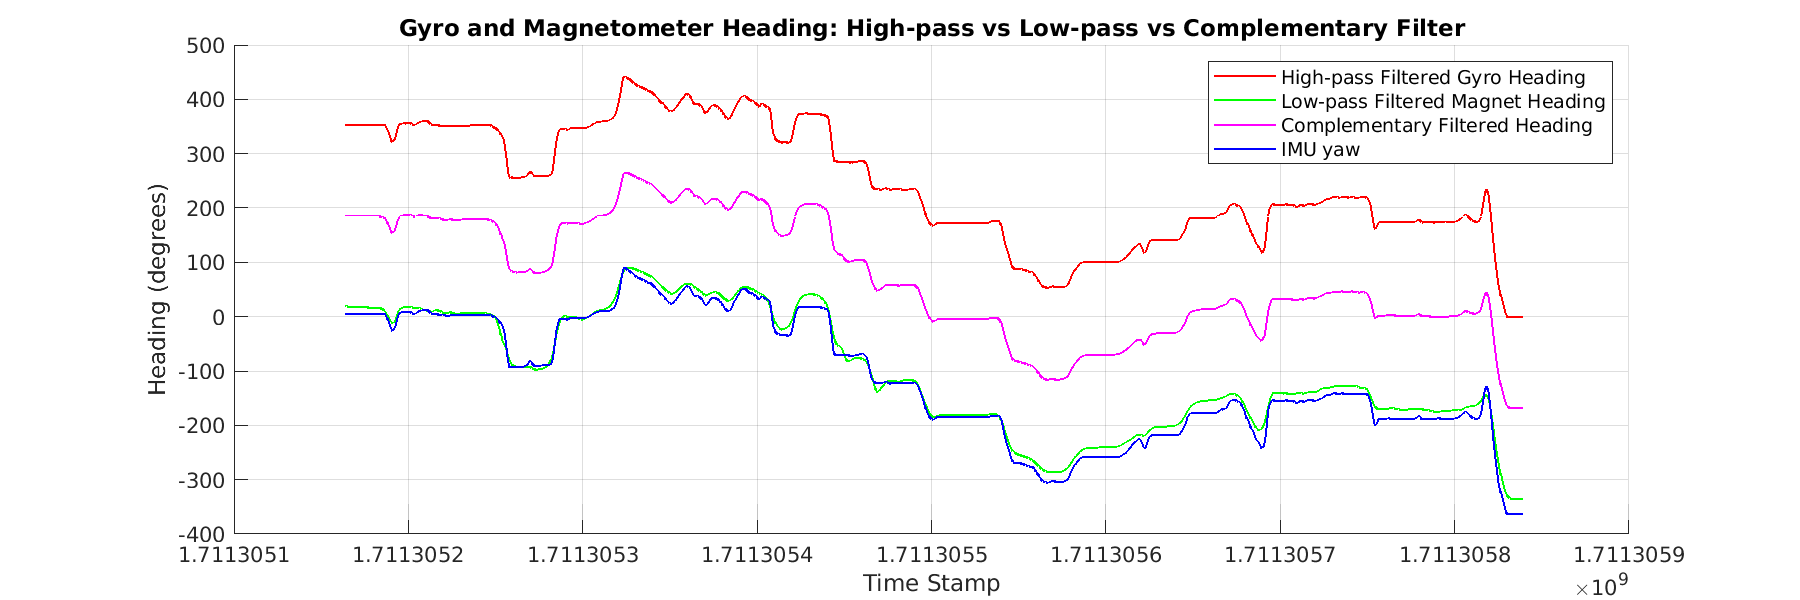 Gyro and Magnetometer Heading: High-pass vs Low-pass vs Complementary Filter
500
400
300
200
100
0
-100
-200
-300
-400
Heading (degrees)
High-pass Filtered Gyro Heading
Low-pass Filtered Magnet Heading
Complementary Filtered Heading
IMU yaw
1.7113051 1.7113052 1.7113053 1.7113054 1.7113055 1.7113056 1.7113057 1.7113058 1.7113059
Time Stamp
×10⁹